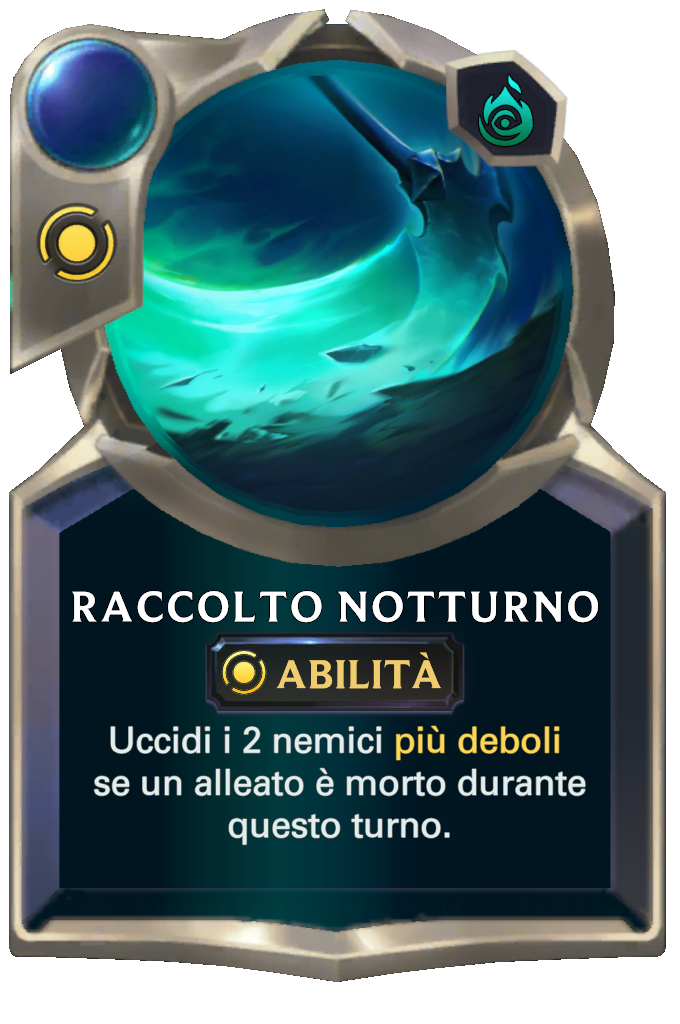 RACCOLTO NOTTURNO
ABILITÀ
Uccidi i 2 nemici più deboli
se un alleato è morto durante
questo turno.